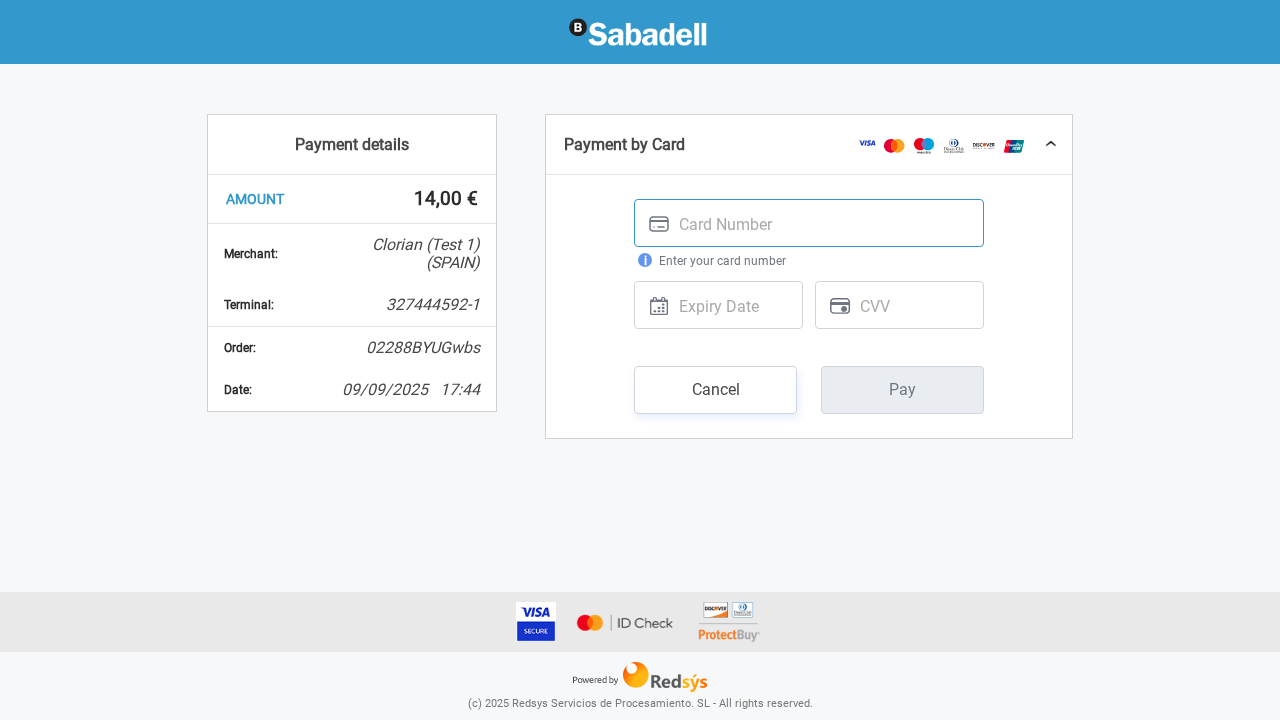 B Sabadell
Payment details
AMOUNT 14,00 €
Merchant: Clorian (Test 1)
(SPAIN)
Terminal: 327444592-1
Order: 02288BYUGwbs
Date: 09/09/2025 17:44
Payment by Card
VISA
DISCOVER
Card Number
Enter your card number
Expiry Date
CVV
Cancel
Pay
VISA
SECURE
ID Check
DISCOVER
ProtectBuy
Powered by Redsýs
(c) 2025 Redsys Servicios de Procesamiento. SL - All rights reserved.